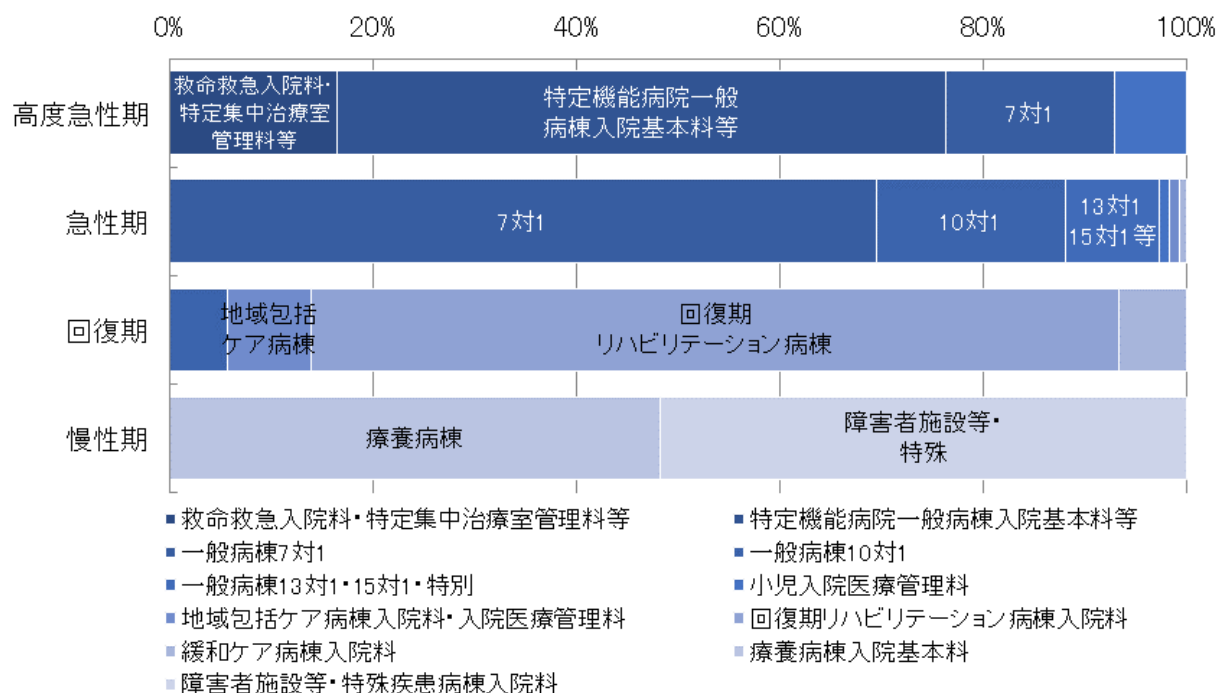 0% 20% 40% 60% 80% 100%
高度急性期
救命救急入院料・
特定集中治療室
管理料等
特定機能病院一般
病棟入院基本料等
7対1
急性期
7対1
10対1
13対1
15対1等
回復期
地域包括
ケア病棟
回復期
リハビリテーション病棟
慢性期
療養病棟
障害者施設等・
特殊
救命救急入院料・特定集中治療室管理料等
特定機能病院一般病棟入院基本料等
一般病棟7対1
一般病棟10対1
一般病棟13対1・15対1・特別
小児入院医療管理料
地域包括ケア病棟入院料・入院医療管理料
回復期リハビリテーション病棟入院料
緩和ケア病棟入院料
療養病棟入院基本料
障害者施設等・特殊疾患病棟入院料